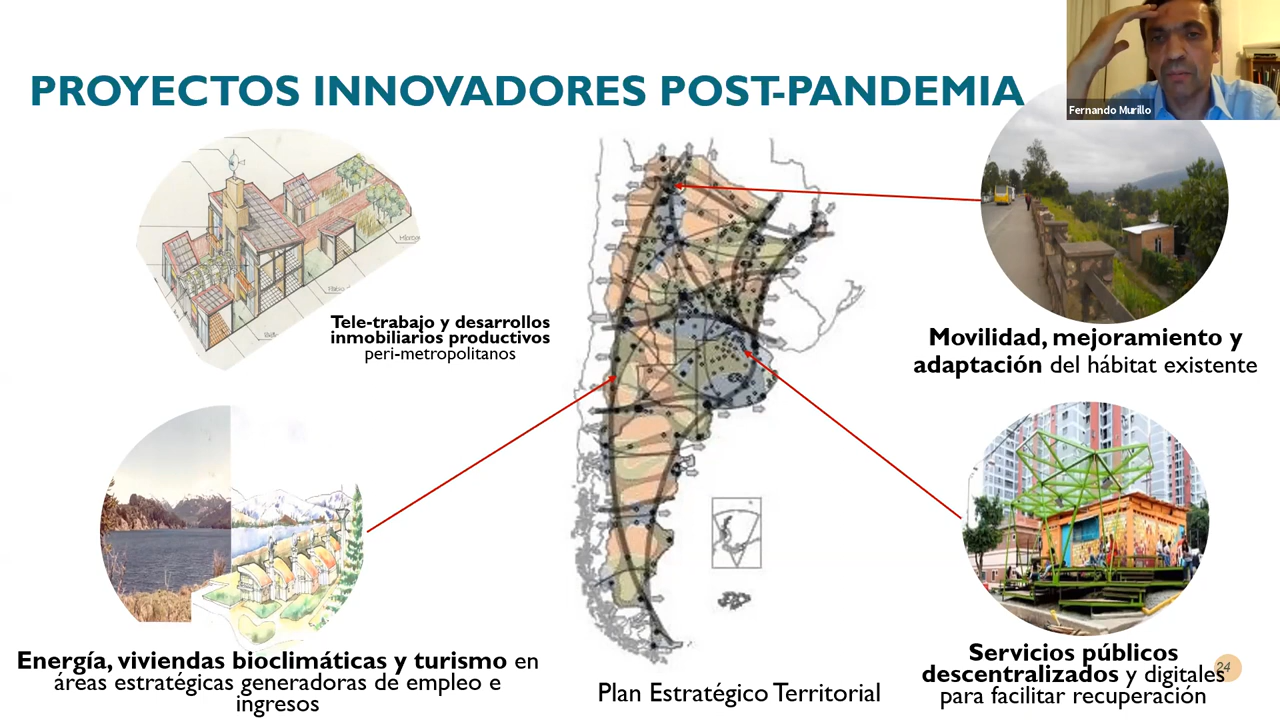 PROYECTOS INNOVADORES POST-PANDEMIA
Fernando Murillo
Tele-trabajo y desarrollos
inmobiliarios productivos
peri-metropolitanos
Movilidad, mejoramiento y
adaptación del hábitat existente
Energía, viviendas bioclimáticas y turismo en
áreas estratégicas generadoras de empleo e
ingresos
Plan Estratégico Territorial
Servicios públicos
descentralizados y digitales
para facilitar recuperación
24